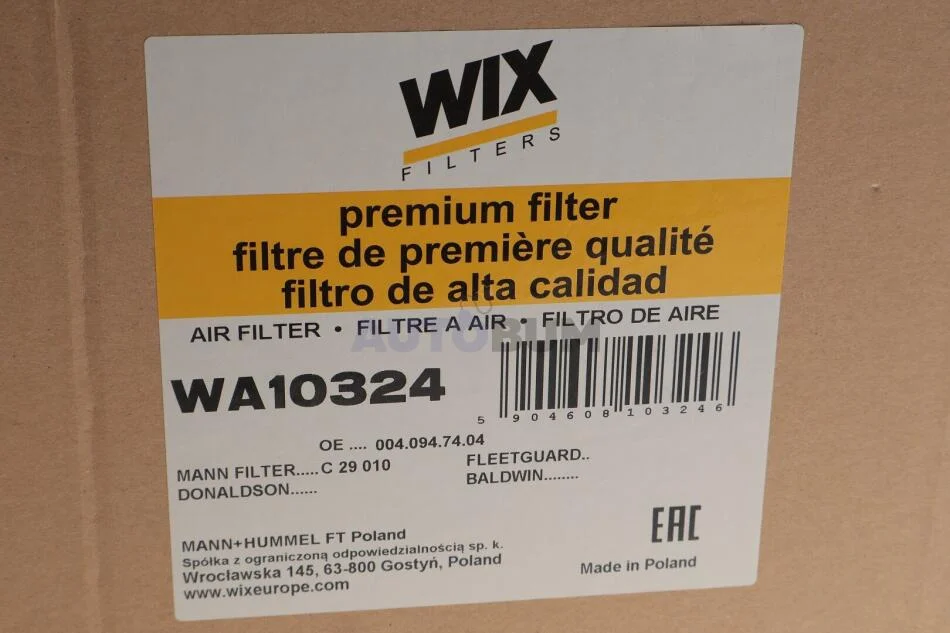 WIX
FILTERS
premium filter
filtre de première qualité
filtro de alta calidad
AIR FILTER • FILTRE A AIR • FILTRO DE AIRE
AUTOBUM
WA10324
5 904608 103246
OE .... 004.094.74.04
MANN FILTER.....C 29 010
FLEETGUARD..
DONALDSON......
BALDWIN........
MANN+HUMMEL FT Poland
Spółka z ograniczoną odpowiedzialnością sp. k.
Wrocławska 145, 63-800 Gostyń, Poland
www.wixeurope.com
EAC
Made in Poland